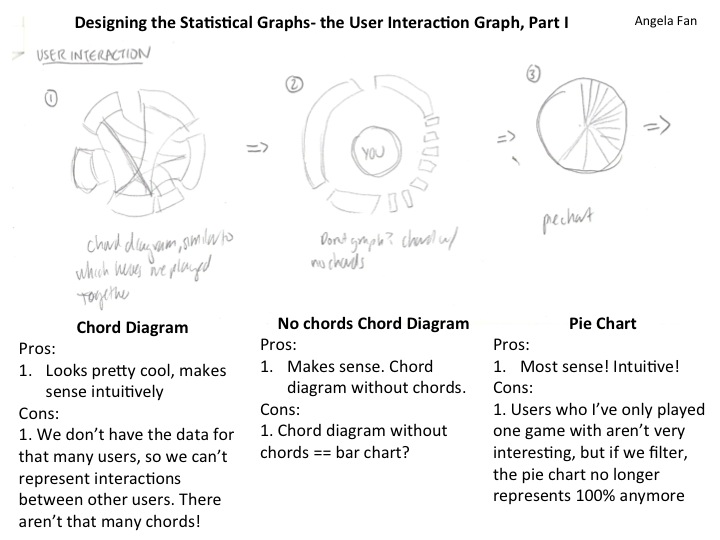 Designing the Statistical Graphs- the User Interaction Graph, Part I
Angela Fan
USER INTERACTION
1
2
3
YOU
=>
=>
=>
chord diagram, similar to
which heroes we played
together
Donut graph? chord w/
no chords
piechart
Chord Diagram
Pros:
1. Looks pretty cool, makes
sense intuitively
Cons:
1. We don’t have the data for
that many users, so we can’t
represent interactions
between other users. There
aren’t that many chords!
No chords Chord Diagram
Pros:
1. Makes sense. Chord
diagram without chords.
Cons:
1. Chord diagram without
chords == bar chart?
Pie Chart
Pros:
1. Most sense! Intuitive!
Cons:
1. Users who I’ve only played
one game with aren’t very
interesting, but if we filter,
the pie chart no longer
represents 100% anymore